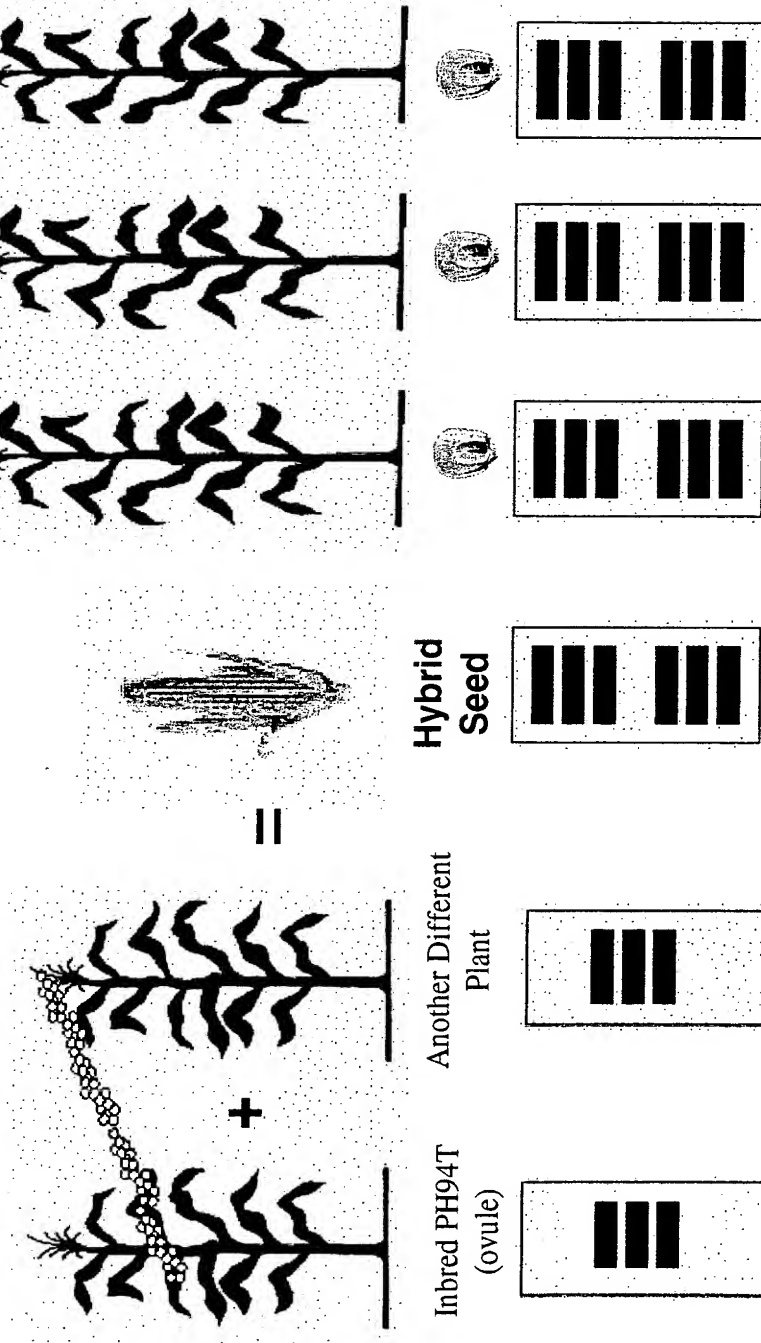 Inbred PH94T
(ovule)
+
Another Different
Plant
=
Hybrid
Seed